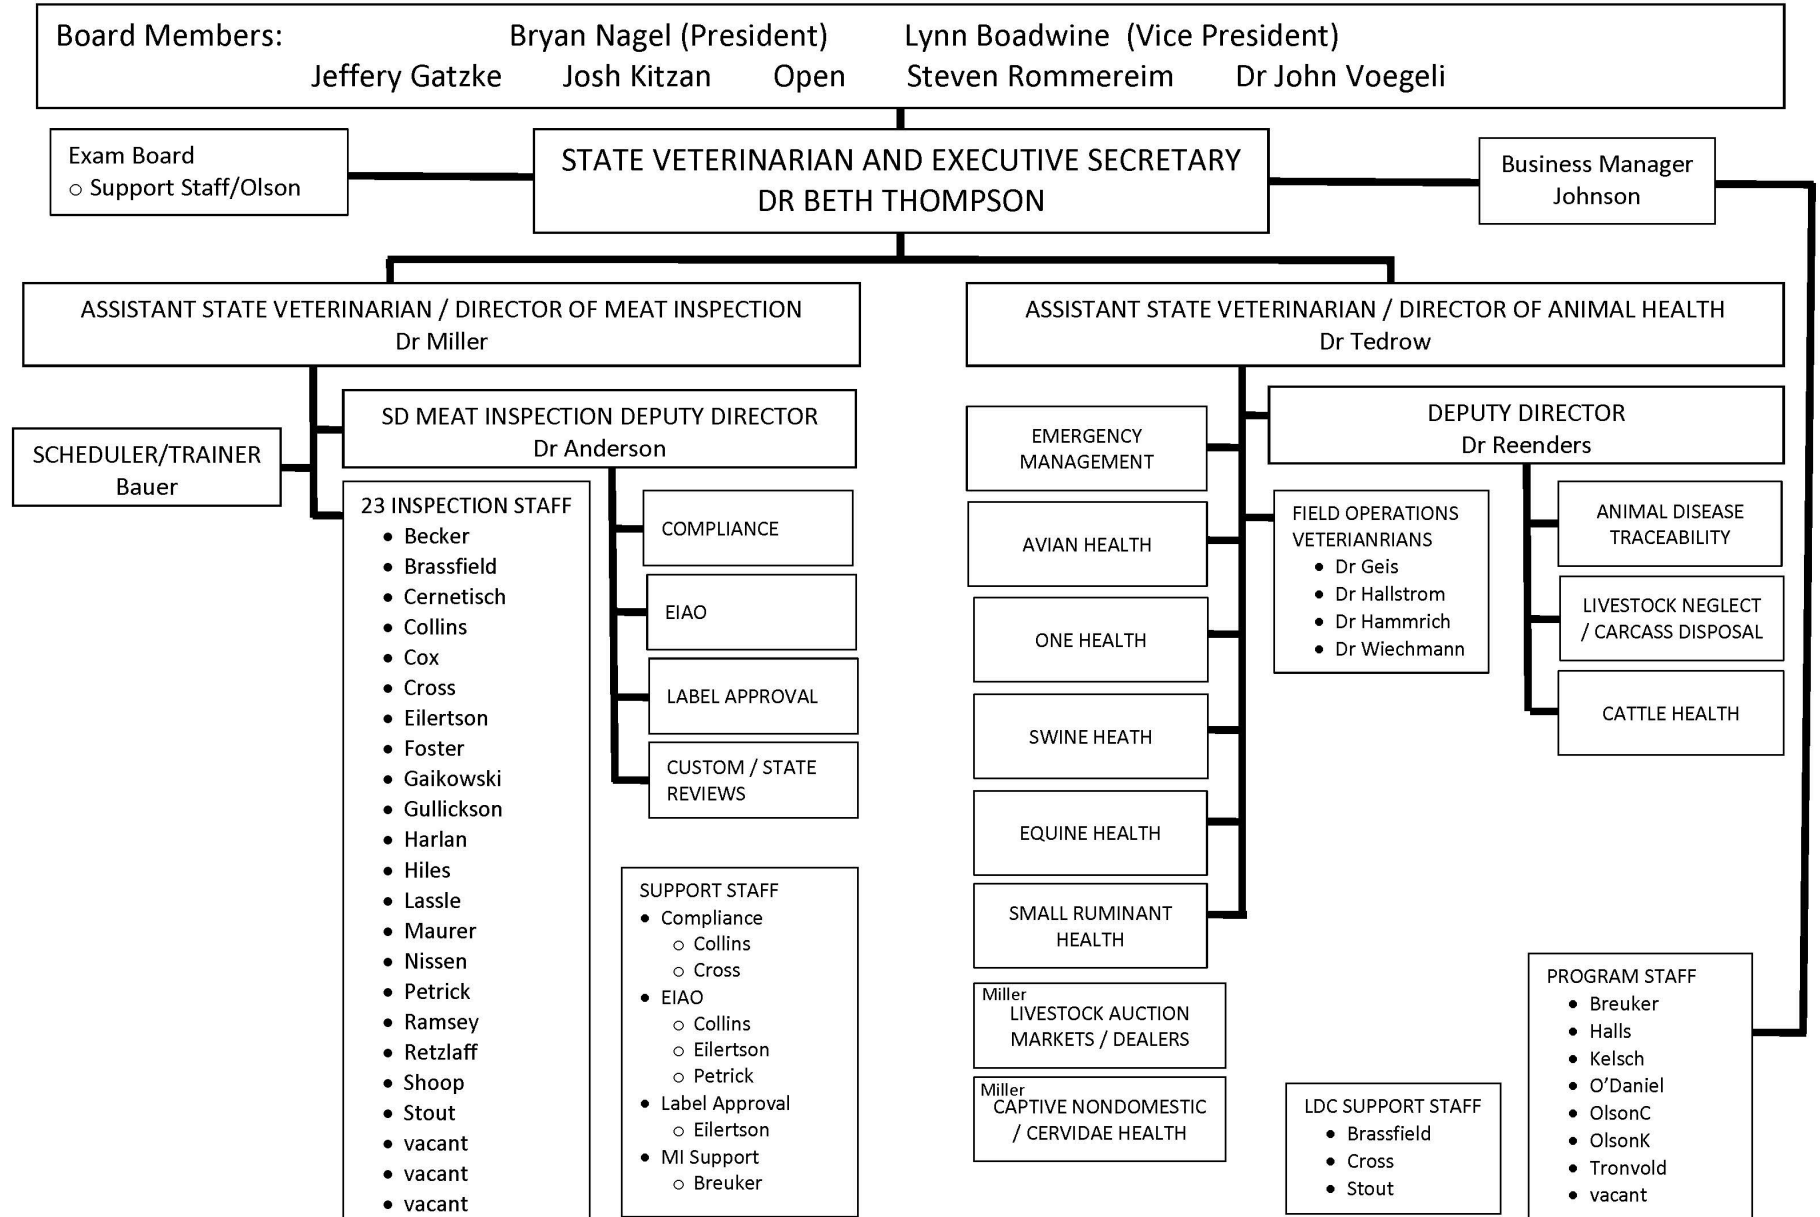 Board Members: Bryan Nagel (President) Lynn Boadwine (Vice President)
Jeffery Gatzke Josh Kitzan Open Steven Rommereim Dr John Voegeli
Exam Board
○ Support Staff/Olson
STATE VETERINARIAN AND EXECUTIVE SECRETARY
DR BETH THOMPSON
Business Manager
Johnson
ASSISTANT STATE VETERINARIAN / DIRECTOR OF MEAT INSPECTION
Dr Miller
SCHEDULER/TRAINER
Bauer
SD MEAT INSPECTION DEPUTY DIRECTOR
Dr Anderson
23 INSPECTION STAFF
• Becker
• Brassfield
• Cernetisch
• Collins
• Cox
• Cross
• Eilertson
• Foster
• Gaikowski
• Gullickson
• Harlan
• Hiles
• Lassle
• Maurer
• Nissen
• Petrick
• Ramsey
• Retzlaff
• Shoop
• Stout
• vacant
• vacant
• vacant
COMPLIANCE
EIAO
LABEL APPROVAL
CUSTOM / STATE
REVIEWS
SUPPORT STAFF
• Compliance
○ Collins
○ Cross
• EIAO
○ Collins
○ Eilertson
○ Petrick
• Label Approval
○ Eilertson
• MI Support
○ Breuker
ASSISTANT STATE VETERINARIAN / DIRECTOR OF ANIMAL HEALTH
Dr Tedrow
EMERGENCY
MANAGEMENT
AVIAN HEALTH
ONE HEALTH
SWINE HEATH
EQUINE HEALTH
SMALL RUMINANT
HEALTH
Miller
LIVESTOCK AUCTION
MARKETS / DEALERS
Miller
CAPTIVE NONDOMESTIC
/ CERVIDAE HEALTH
DEPUTY DIRECTOR
Dr Reenders
FIELD OPERATIONS
VETERIANRIANS
• Dr Geis
• Dr Hallstrom
• Dr Hammrich
• Dr Wiechmann
ANIMAL DISEASE
TRACEABILITY
LIVESTOCK NEGLECT
/ CARCASS DISPOSAL
CATTLE HEALTH
LDC SUPPORT STAFF
• Brassfield
• Cross
• Stout
PROGRAM STAFF
• Breuker
• Halls
• Kelsch
• O’Daniel
• OlsonC
• OlsonK
• Tronvold
• vacant